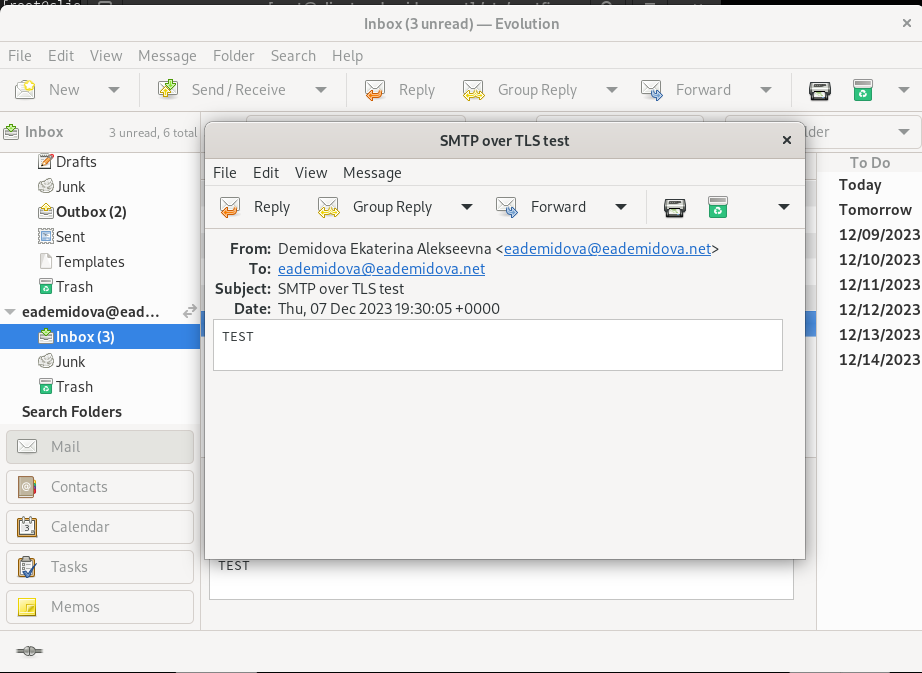 Inbox (3 unread) — Evolution
File Edit View Message Folder Search Help
New Send / Receive Reply Group Reply Forward
Inbox 3 unread, 6 total
Drafts
Junk
Outbox (2)
Sent
Templates
Trash
eademidova@ead...
Inbox (3)
Junk
Trash
Search Folders
Mail
Contacts
Calendar
Tasks
Memos
SMTP over TLS test
File Edit View Message
Reply Group Reply Forward
From: Demidova Ekaterina Alekseevna <eademidova@eademidova.net>
To: eademidova@eademidova.net
Subject: SMTP over TLS test
Date: Thu, 07 Dec 2023 19:30:05 +0000
TEST
TEST
To Do
Today
Tomorrow
12/09/2023
12/10/2023
12/11/2023
12/12/2023
12/13/2023
12/14/2023